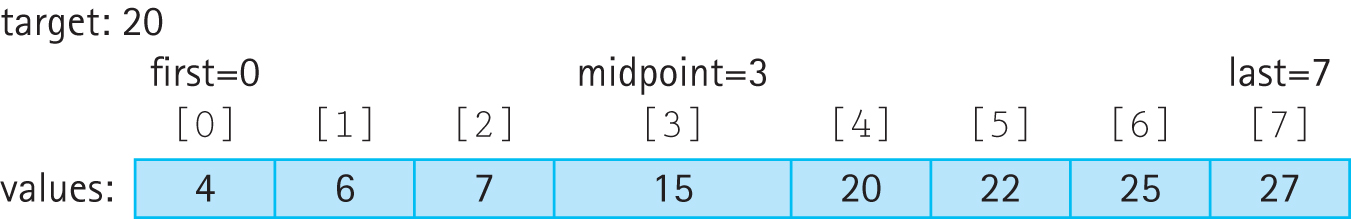 target: 20
first=0 midpoint=3 last=7
[0] [1] [2] [3] [4] [5] [6] [7]
values: 4 6 7 15 20 22 25 27